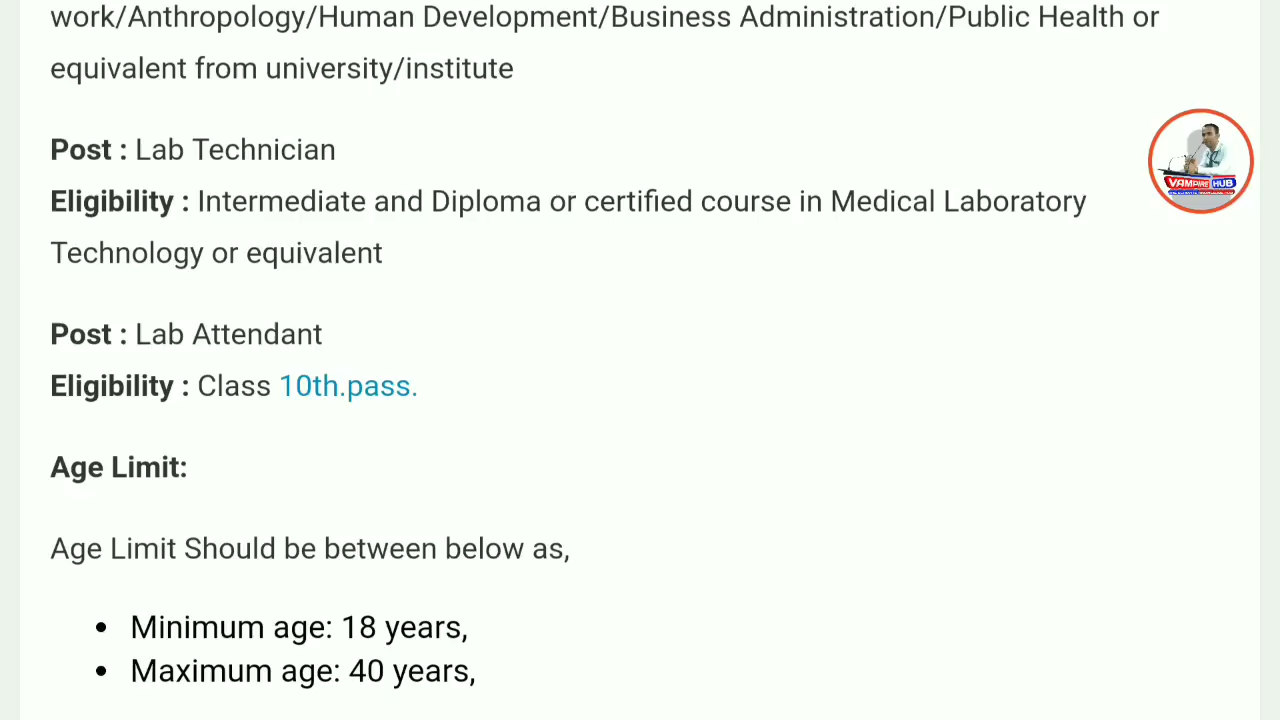 work/Anthropology/Human Development/Business Administration/Public Health or
equivalent from university/institute
Post : Lab Technician
VAMPIRE HUB
Eligibility : Intermediate and Diploma or certified course in Medical Laboratory
Technology or equivalent
Post : Lab Attendant
Eligibility : Class 10th.pass.
Age Limit:
Age Limit Should be between below as,
• Minimum age: 18 years,
• Maximum age: 40 years,